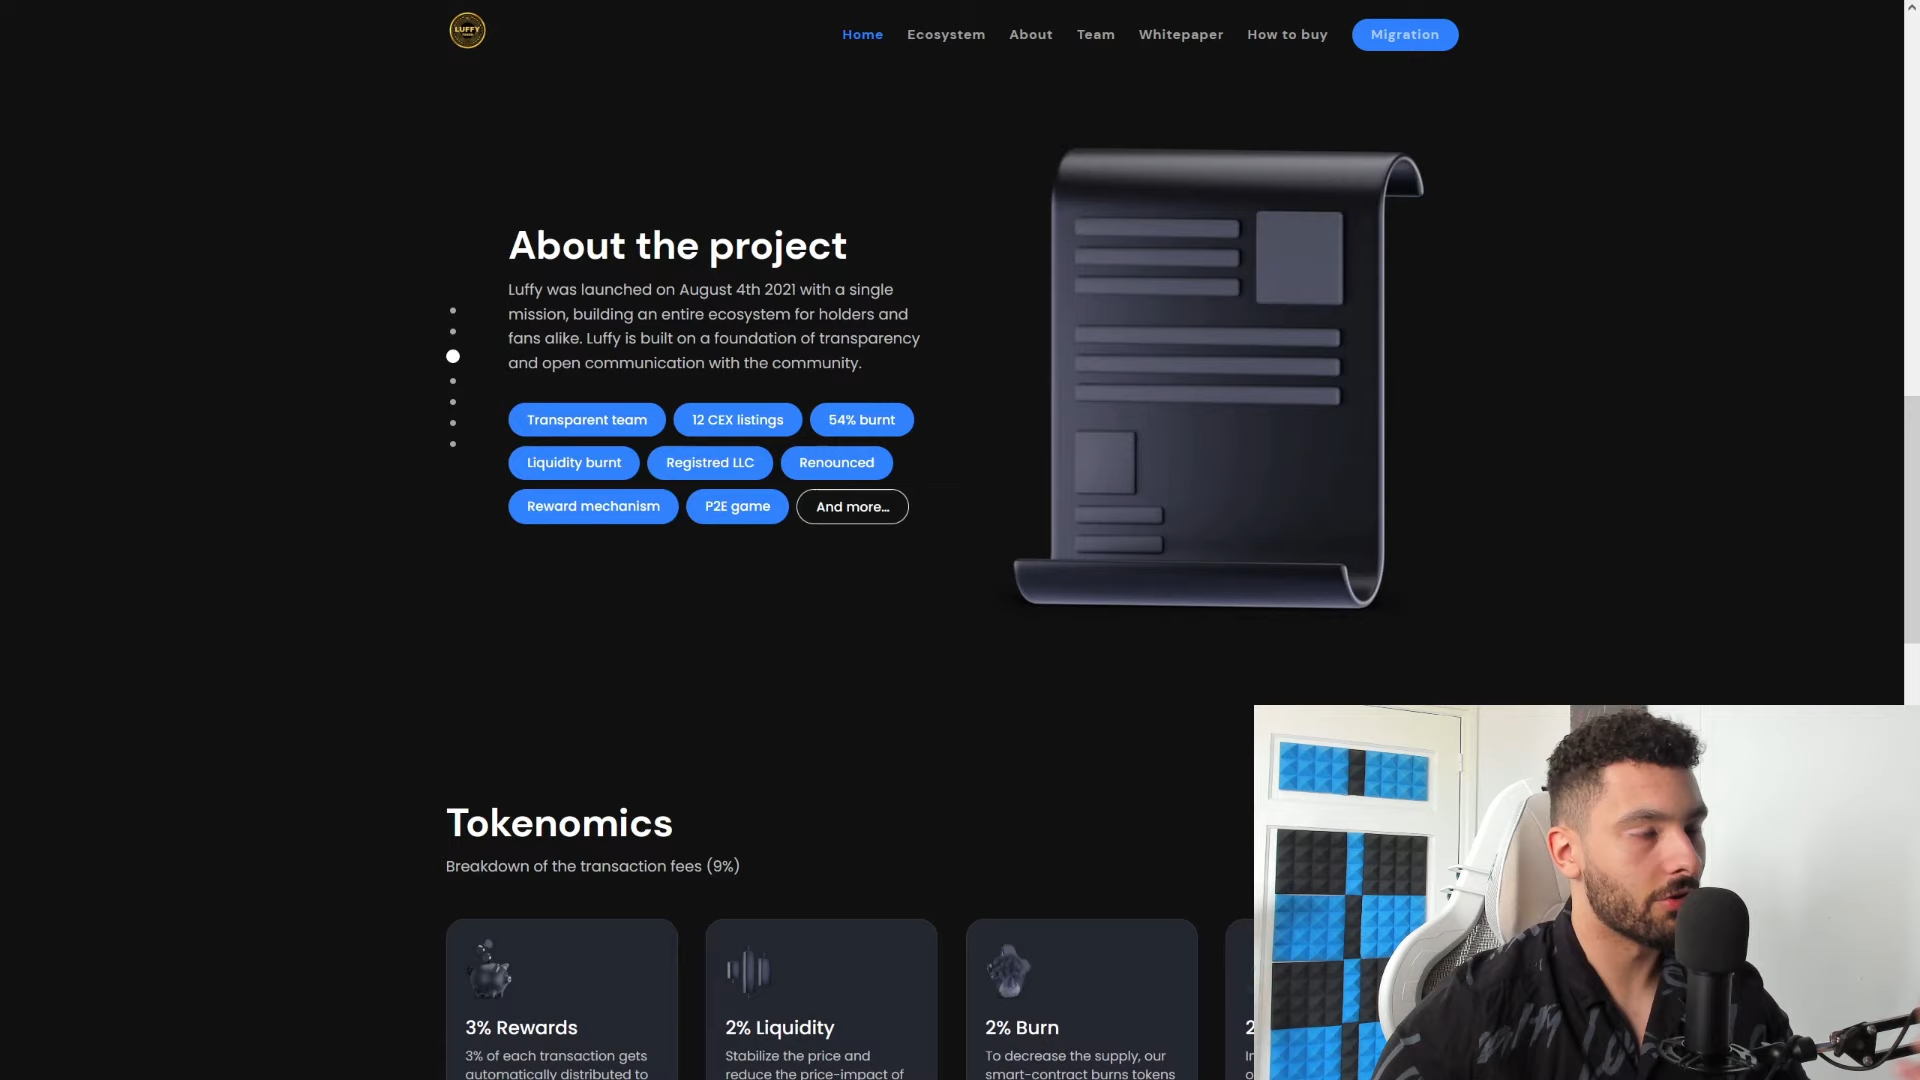 LUFFY
Home Ecosystem About Team Whitepaper How to buy Migration
About the project
Luffy was launched on August 4th 2021 with a single
mission, building an entire ecosystem for holders and
fans alike. Luffy is built on a foundation of transparency
and open communication with the community.
Transparent team 12 CEX listings 54% burnt
Liquidity burnt Registred LLC Renounced
Reward mechanism P2E game And more...
Tokenomics
Breakdown of the transaction fees (9%)
3% Rewards
3% of each transaction gets
automatically distributed to
2% Liquidity
Stabilize the price and
reduce the price-impact of
2% Burn
To decrease the supply, our
smart-contract burns tokens
2